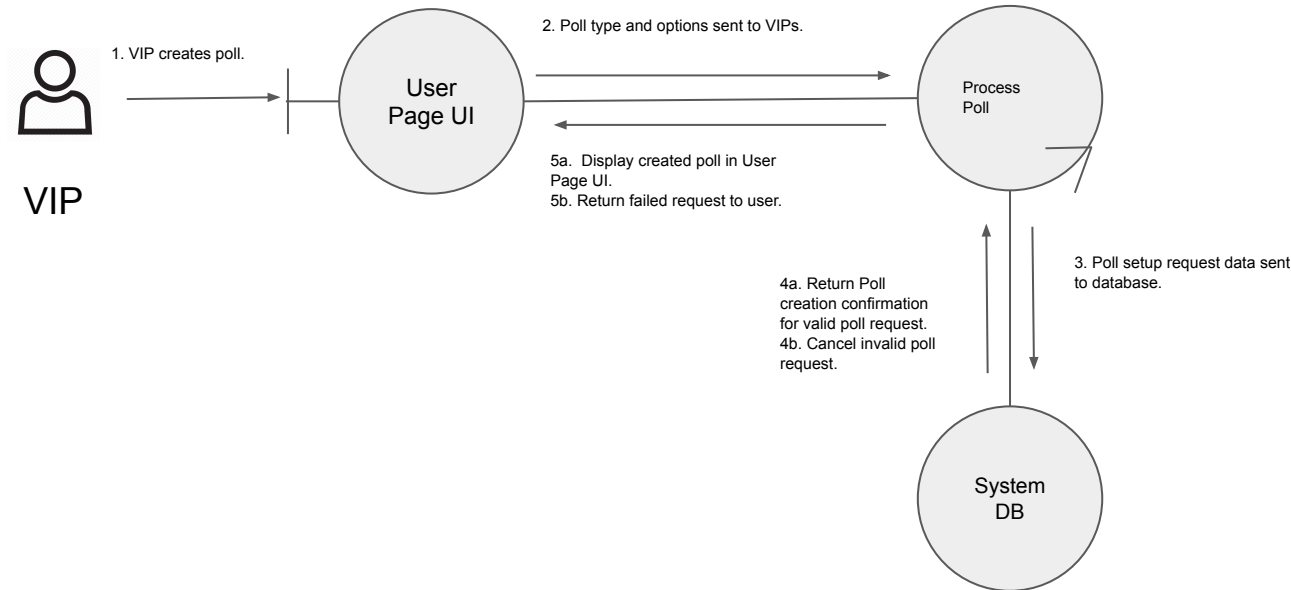 1. VIP creates poll.
VIP
User
Page UI
2. Poll type and options sent to VIPs.
Process
Poll
5a.  Display created poll in User
Page UI.
5b. Return failed request to user.
4a. Return Poll
creation confirmation
for valid poll request.
4b. Cancel invalid poll
request.
3. Poll setup request data sent
to database.
System
DB